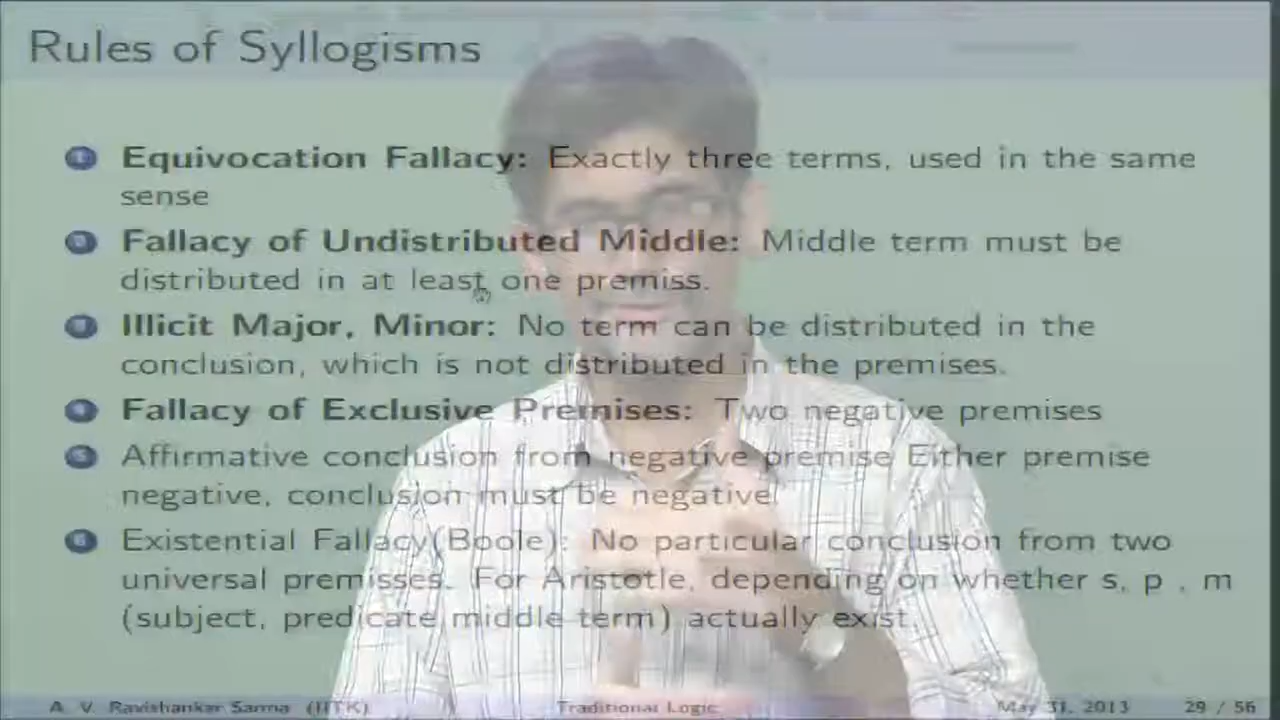 Rules of Syllogisms
1 Equivocation Fallacy: Exactly three terms, used in the same
sense
2 Fallacy of Undistributed Middle: Middle term must be
distributed in at least one premiss.
3 Illicit Major, Minor: No term can be distributed in the
conclusion, which is not distributed in the premises.
4 Fallacy of Exclusive Premises: Two negative premises
5 Affirmative conclusion from negative premise Either premise
negative, conclusion must be negative.
6 Existential Fallacy(Boole): No particular conclusion from two
universal premisses. For Aristotle, depending on whether s, p , m
(subject, predicate middle term) actually exist.
A. V. Ravishankar Sarma (IITK) Traditional Logic May 31, 2013 29 / 56